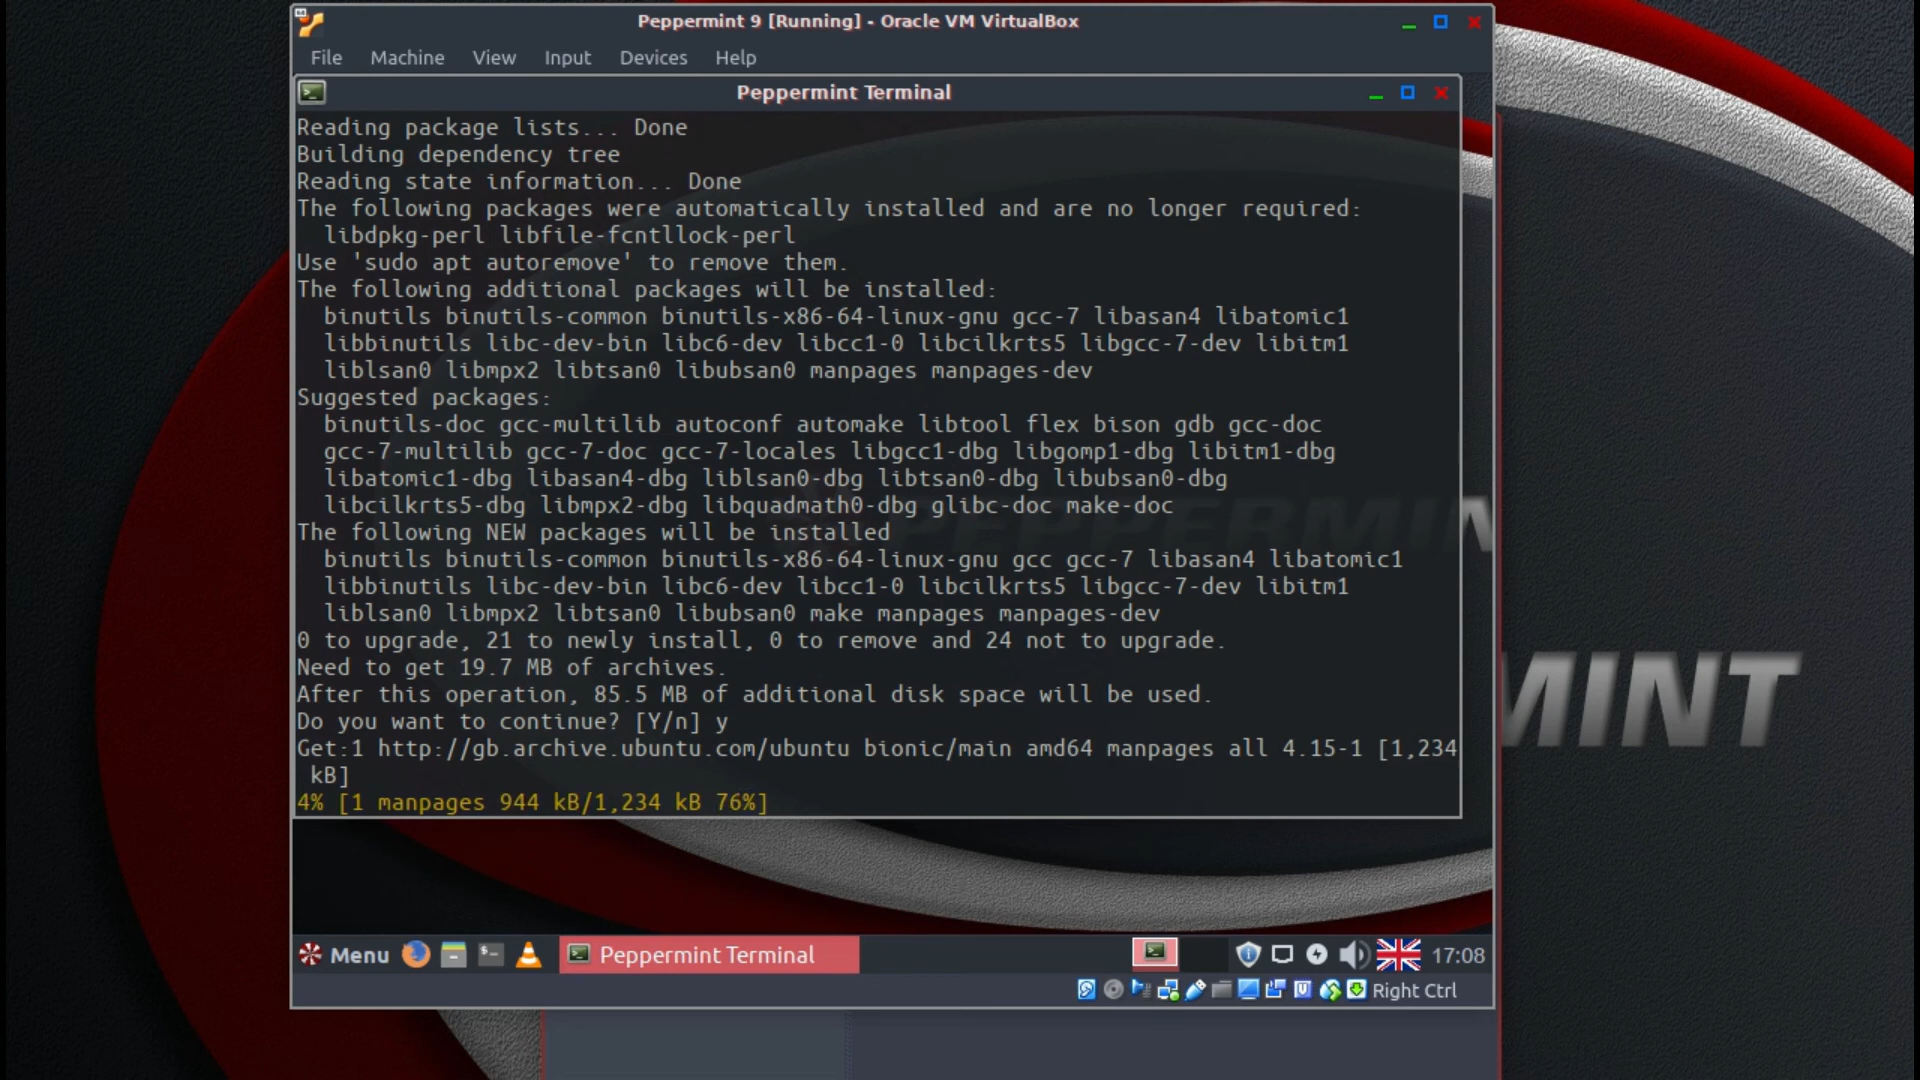 Peppermint 9 [Running] - Oracle VM VirtualBox
File Machine View Input Devices Help
Peppermint Terminal
Reading package lists... Done
Building dependency tree
Reading state information... Done
The following packages were automatically installed and are no longer required:
libdpkg-perl libfile-fcntllock-perl
Use 'sudo apt autoremove' to remove them.
The following additional packages will be installed:
binutils binutils-common binutils-x86-64-linux-gnu gcc-7 libasan4 libatomic1
libbinutils libc-dev-bin libc6-dev libcc1-0 libcilkrts5 libgcc-7-dev libitm1
liblsan0 libmpx2 libtsan0 libubsan0 manpages manpages-dev
Suggested packages:
binutils-doc gcc-multilib autoconf automake libtool flex bison gdb gcc-doc
gcc-7-multilib gcc-7-doc gcc-7-locales libgcc1-dbg libgomp1-dbg libitm1-dbg
libatomic1-dbg libasan4-dbg liblsan0-dbg libtsan0-dbg libubsan0-dbg
libcilkrts5-dbg libmpx2-dbg libquadmath0-dbg glibc-doc make-doc
The following NEW packages will be installed
binutils binutils-common binutils-x86-64-linux-gnu gcc gcc-7 libasan4 libatomic1
libbinutils libc-dev-bin libc6-dev libcc1-0 libcilkrts5 libgcc-7-dev libitm1
liblsan0 libmpx2 libtsan0 libubsan0 make manpages manpages-dev
0 to upgrade, 21 to newly install, 0 to remove and 24 not to upgrade.
Need to get 19.7 MB of archives.
After this operation, 85.5 MB of additional disk space will be used.
Do you want to continue? [Y/n] y
Get:1 http://gb.archive.ubuntu.com/ubuntu bionic/main amd64 manpages all 4.15-1 [1,234
kB]
4% [1 manpages 944 kB/1,234 kB 76%]
PEPPERMIN
MINT
Menu Peppermint Terminal 17:08
Right Ctrl